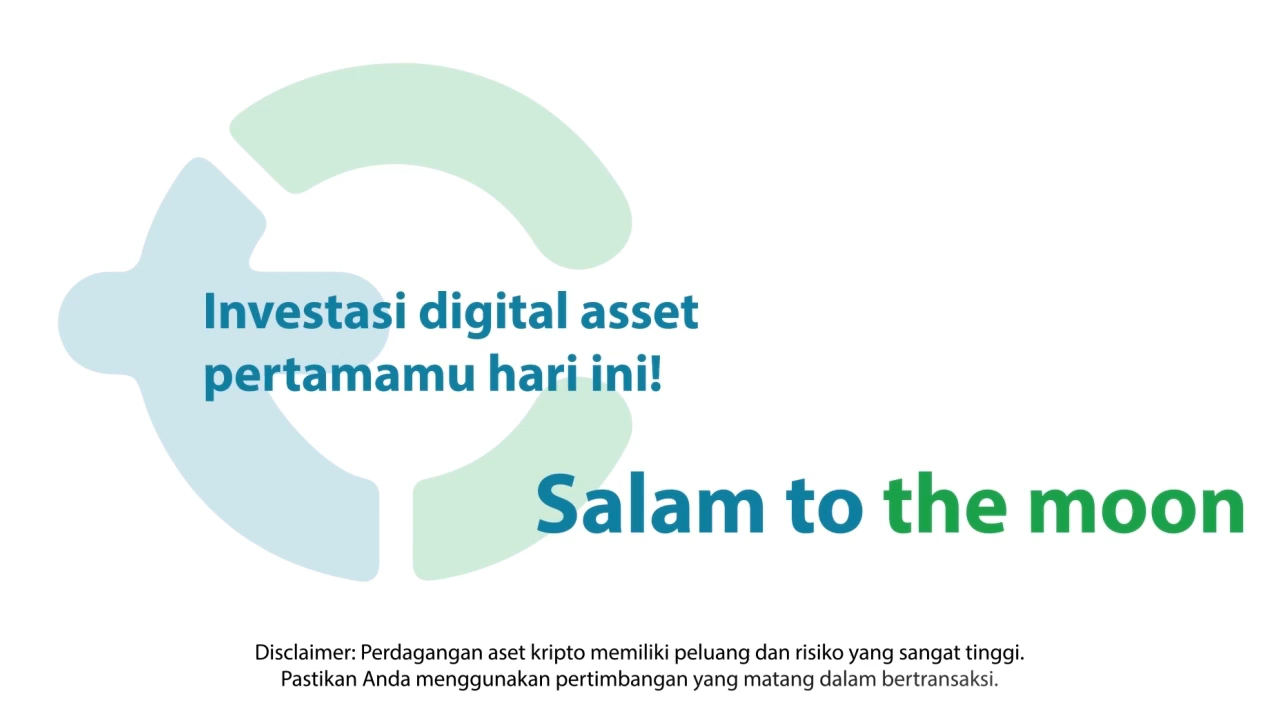 Investasi digital asset
pertamamu hari ini!
Salam to the moon
Disclaimer: Perdagangan aset kripto memiliki peluang dan risiko yang sangat tinggi.
Pastikan Anda menggunakan pertimbangan yang matang dalam bertransaksi.